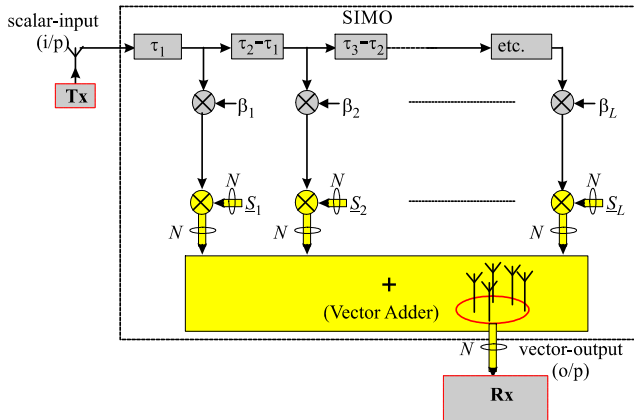 SIMO
scalar-input
(i/p)
Tx
τ1 τ2−τ1 τ3−τ2 etc.
β1 β2 βL
N N N
S1 S2 SL
N N N
+
(Vector Adder)
N
vector-output
(o/p)
Rx